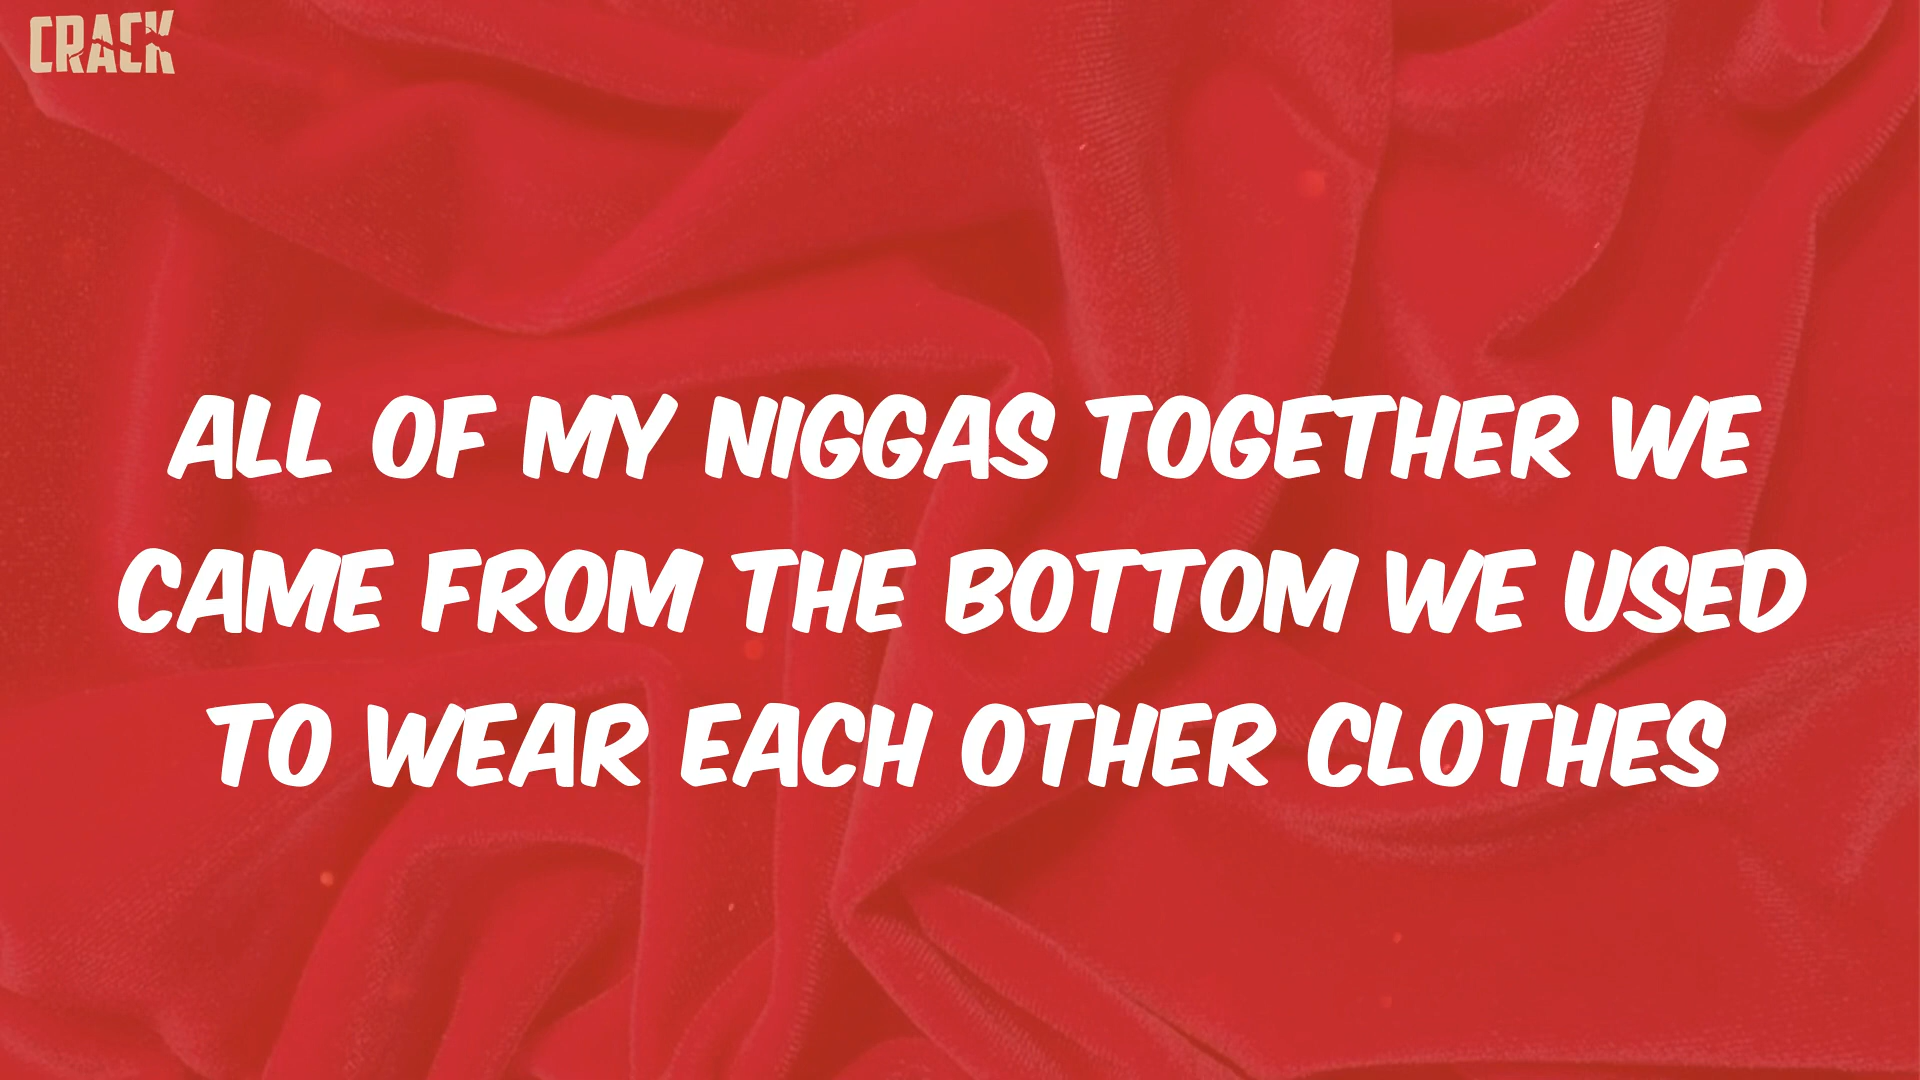 CRACK
ALL OF MY NIGGAS TOGETHER WE
CAME FROM THE BOTTOM WE USED
TO WEAR EACH OTHER CLOTHES